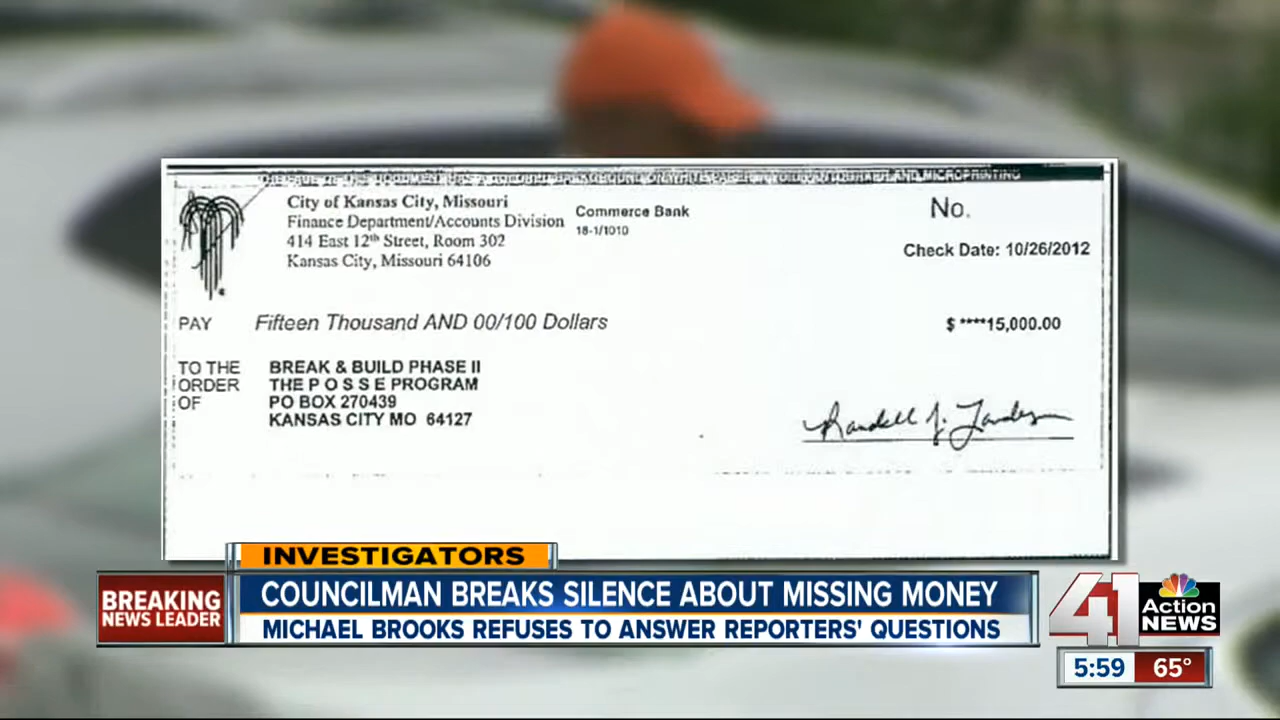 City of Kansas City, Missouri
Finance Department/Accounts Division
414 East 12th Street, Room 302
Kansas City, Missouri 64106
Commerce Bank
18-1/1010
No.
Check Date: 10/26/2012
PAY Fifteen Thousand AND 00/100 Dollars $ ****15,000.00
TO THE
ORDER
OF
BREAK & BUILD PHASE II
THE P O S S E PROGRAM
PO BOX 270439
KANSAS CITY MO 64127
Randall J.
INVESTIGATORS
BREAKING
NEWS LEADER
COUNCILMAN BREAKS SILENCE ABOUT MISSING MONEY
MICHAEL BROOKS REFUSES TO ANSWER REPORTERS' QUESTIONS
41
Action
NEWS
5:59 65°